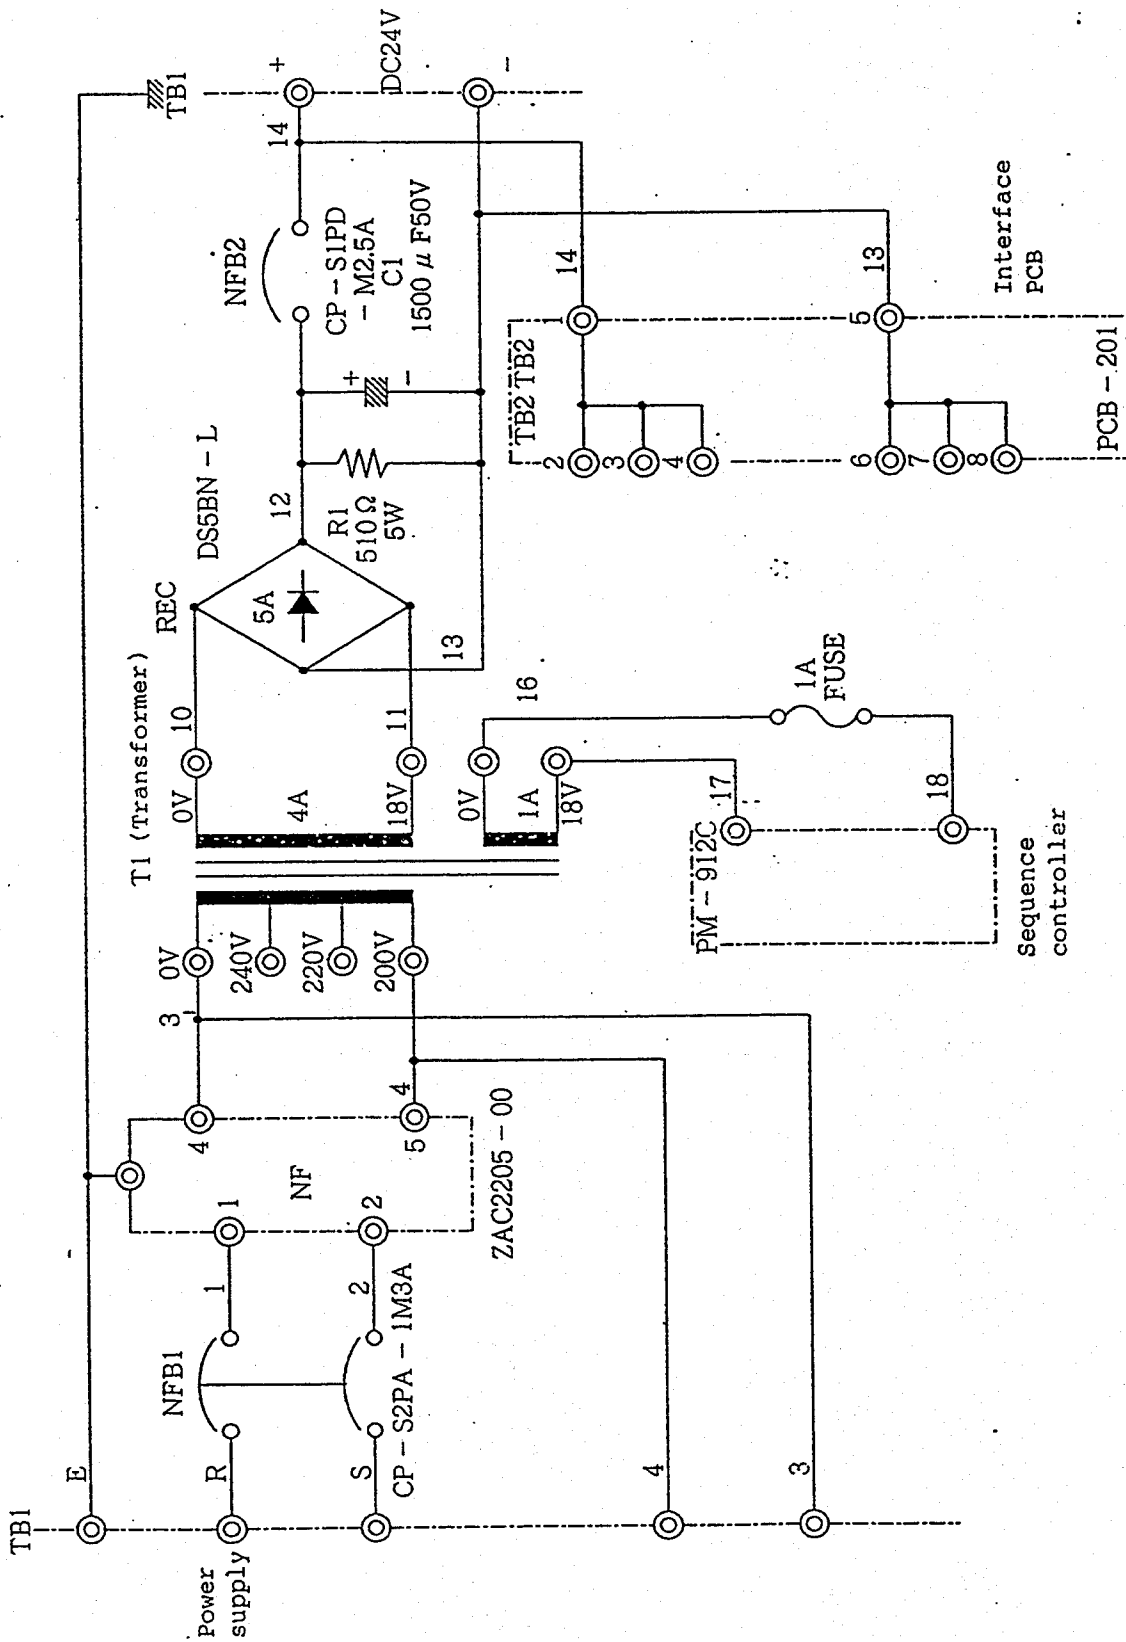 TB1
E
R
S
Power
supply
NFB1
CP-S2PA-1M3A
1
2
1
2
NF
4
5
ZAC2205-00
3
4
4
3
T1 (Transformer)
0V
240V
220V
200V
0V
4A
18V
0V
1A
18V
10
11
16
17
18
REC
DS5BN-L
5A
12
13
R1
510Ω
5W
+
-
NFB2
CP-S1PD
-M2.5A
C1
1500μF50V
14
TB1
+
DC24V
-
14
13
TB2 TB2
1
2
3
4
5
6
7
8
PCB-201
Interface
PCB
1A
FUSE
PM-912C
Sequence
controller